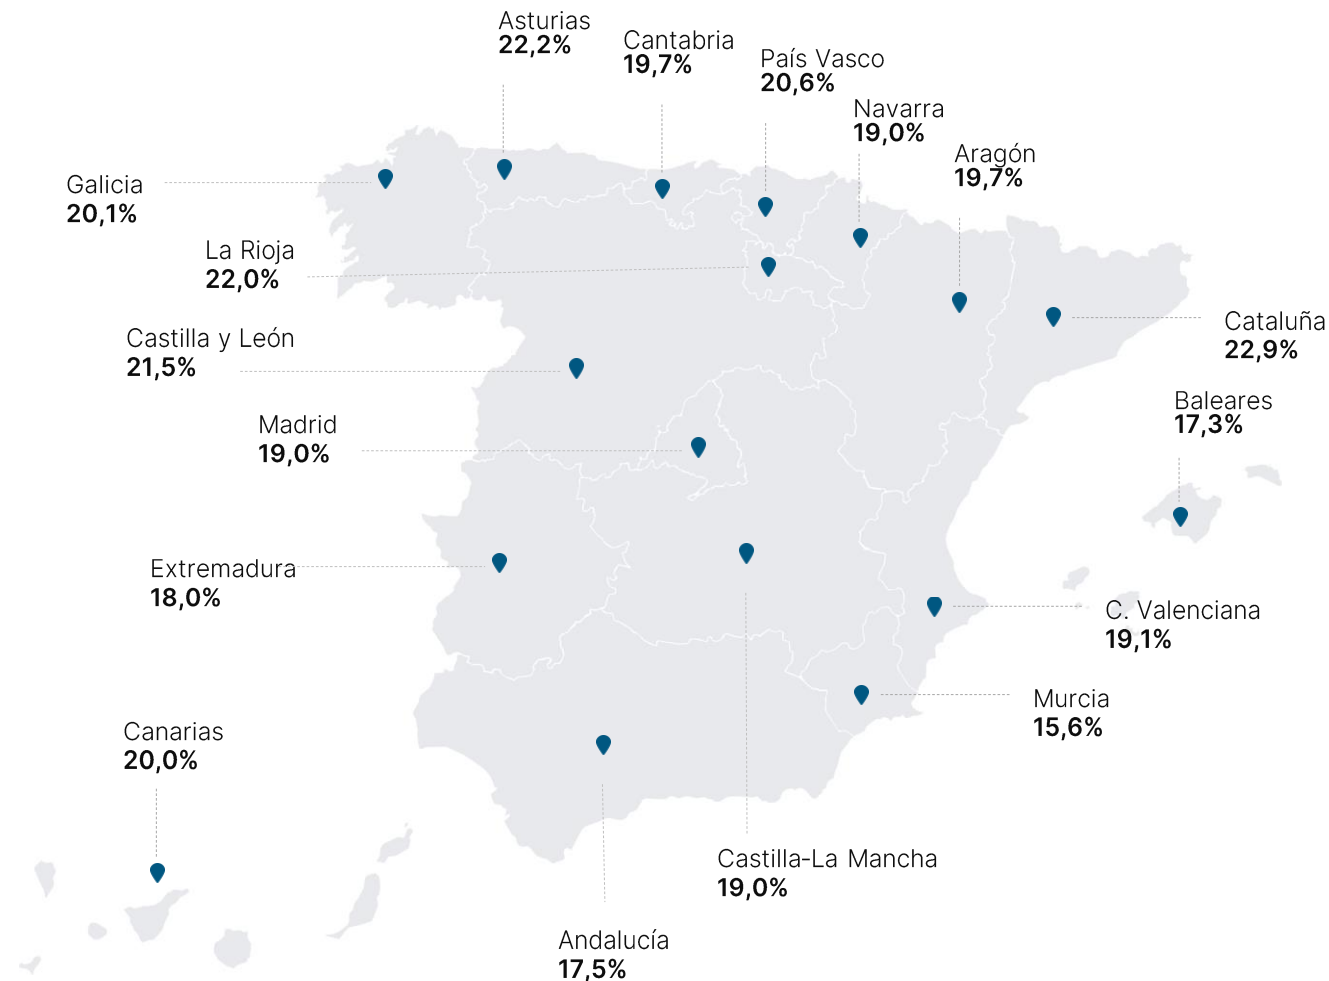 Asturias
22,2%
Cantabria
19,7%
País Vasco
20,6%
Navarra
19,0%
Aragón
19,7%
Galicia
20,1%
La Rioja
22,0%
Castilla y León
21,5%
Cataluña
22,9%
Baleares
17,3%
Madrid
19,0%
Extremadura
18,0%
C. Valenciana
19,1%
Murcia
15,6%
Canarias
20,0%
Castilla-La Mancha
19,0%
Andalucía
17,5%